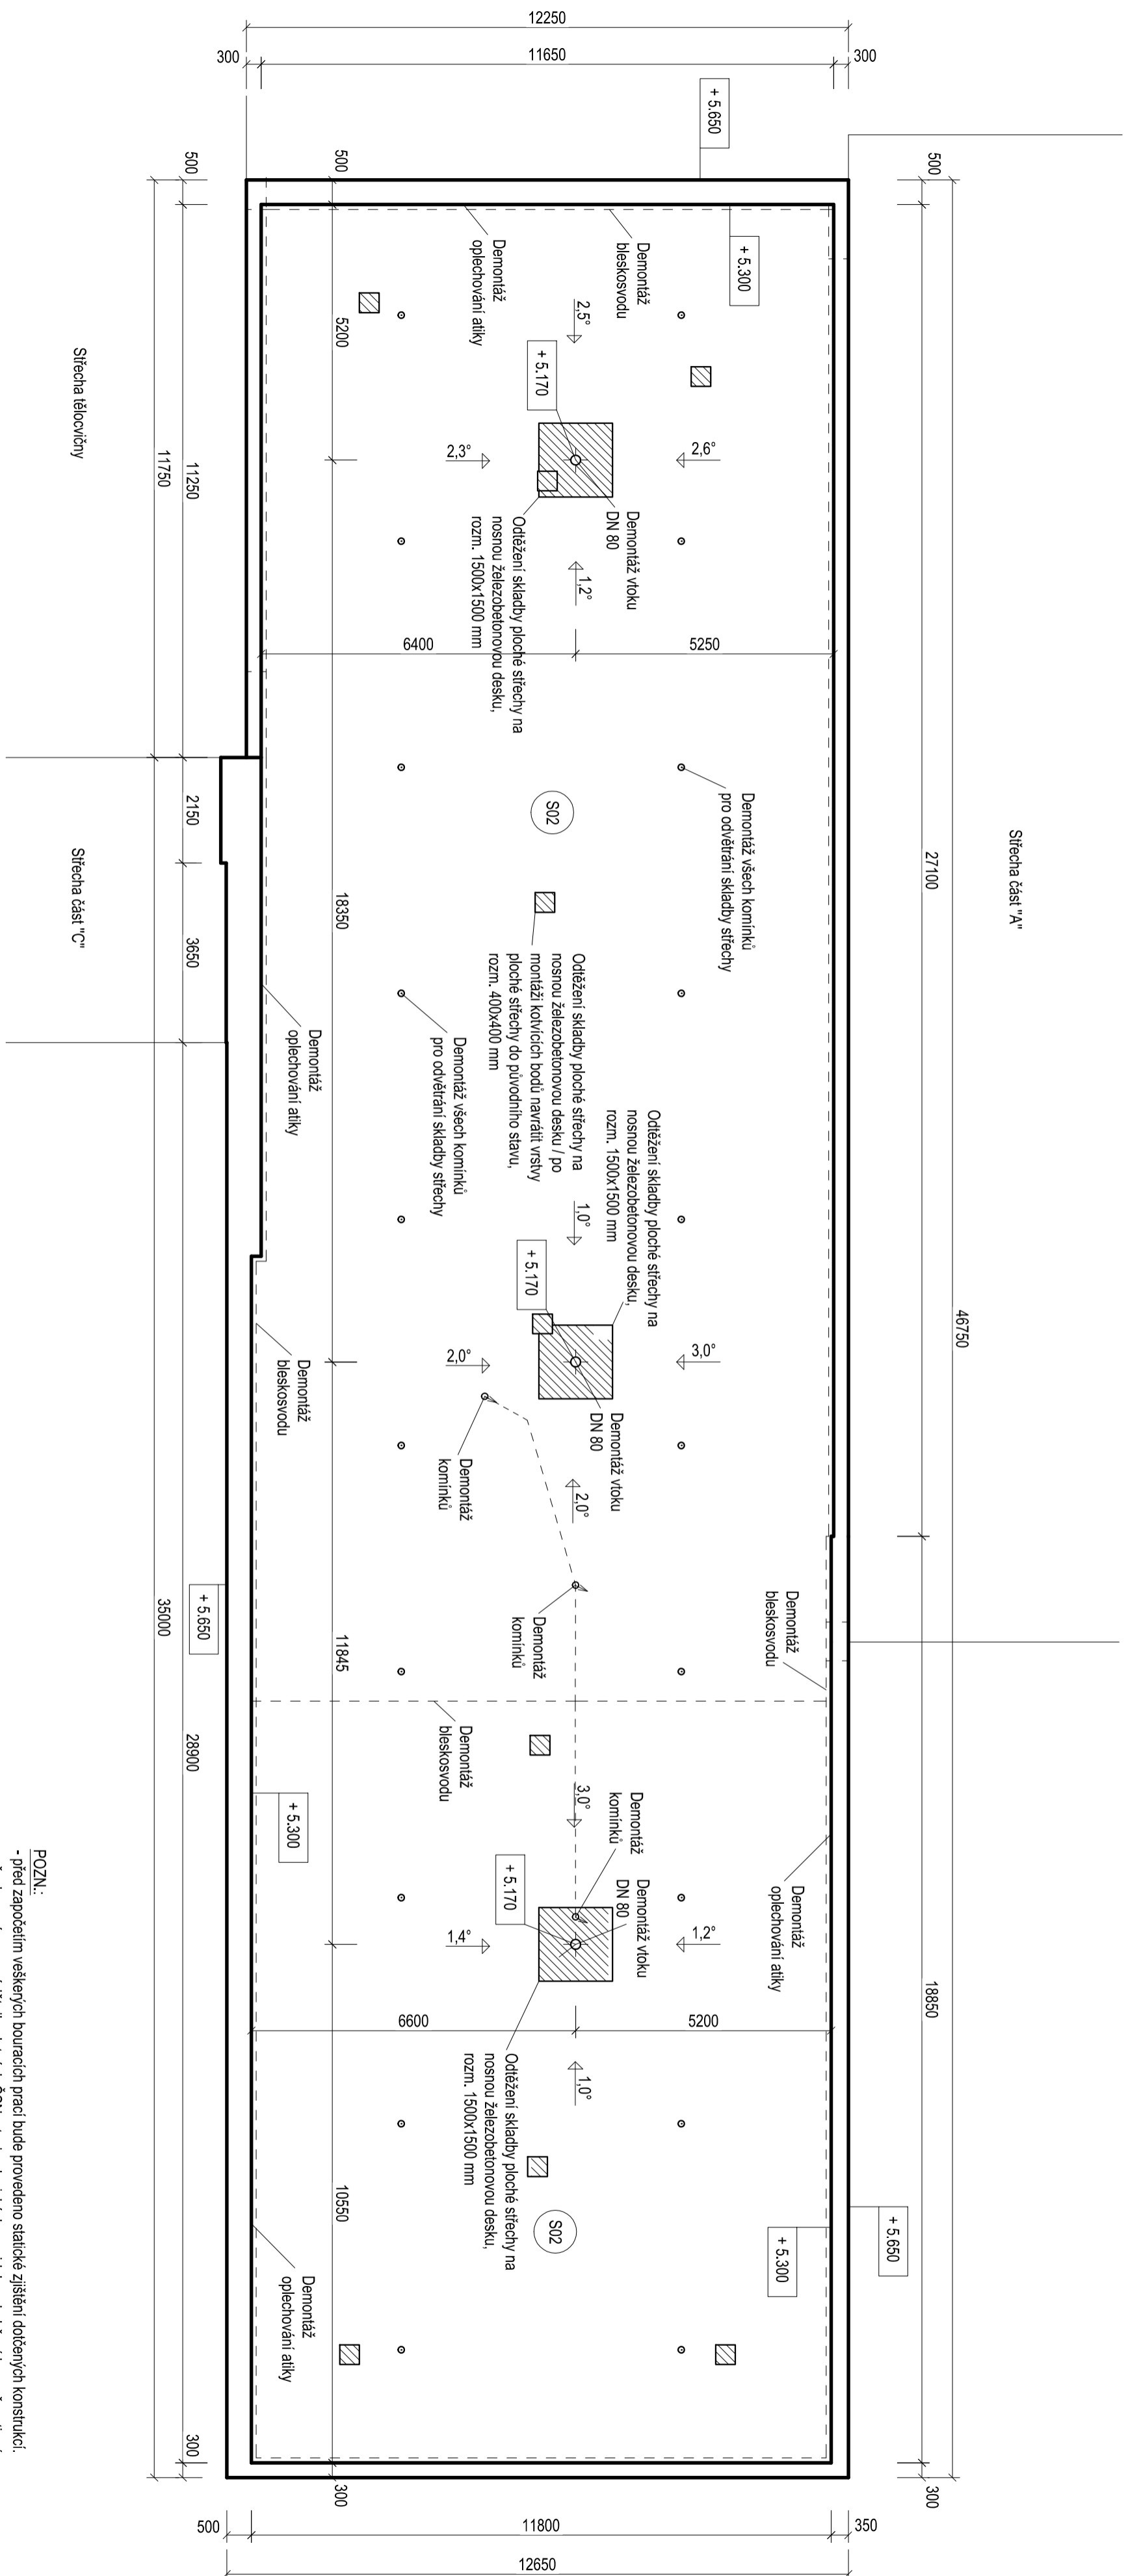 12250
300
11650
300
+ 5.650
500
46750
27100
18850
300
Střecha část "A"
+ 5.650
+ 5.300
Demontáž
bleskosvodu
Demontáž
oplechování atiky
500
5200
18350
11845
10550
300
2,5°
+ 5.170
2,6°
2,3°
Demontáž vtoku
DN 80
1,2°
Odtěžení skladby ploché střechy na
nosnou železobetonovou desku,
rozm. 1500x1500 mm
6400
5250
Demontáž všech komínků
pro odvětrání skladby střechy
S02
Demontáž všech komínků
pro odvětrání skladby střechy
Odtěžení skladby ploché střechy na
nosnou železobetonovou desku / po
montáži kotvících bodů navrátit vrstvy
ploché střechy do původního stavu,
rozm. 400x400 mm
Demontáž
oplechování atiky
Odtěžení skladby ploché střechy na
nosnou železobetonovou desku,
rozm. 1500x1500 mm
1,0°
+ 5.170
3,0°
2,0°
Demontáž vtoku
DN 80
Demontáž
bleskosvodu
Demontáž
komínků
2,0°
Demontáž
komínků
Demontáž
bleskosvodu
Demontáž
bleskosvodu
3,0°
Demontáž
komínků
Demontáž vtoku
DN 80
+ 5.170
1,2°
1,4°
Demontáž
oplechování atiky
+ 5.300
6600
5200
1,0°
Odtěžení skladby ploché střechy na
nosnou železobetonovou desku,
rozm. 1500x1500 mm
S02
+ 5.300
Demontáž
oplechování atiky
+ 5.650
500
11250
2150
3650
28900
300
11750
35000
Střecha tělocvičny
Střecha část "C"
500
11800
350
12650
POZN.:
- před započetím veškerých bouracích prací bude provedeno statické zjištění dotčených konstrukcí.